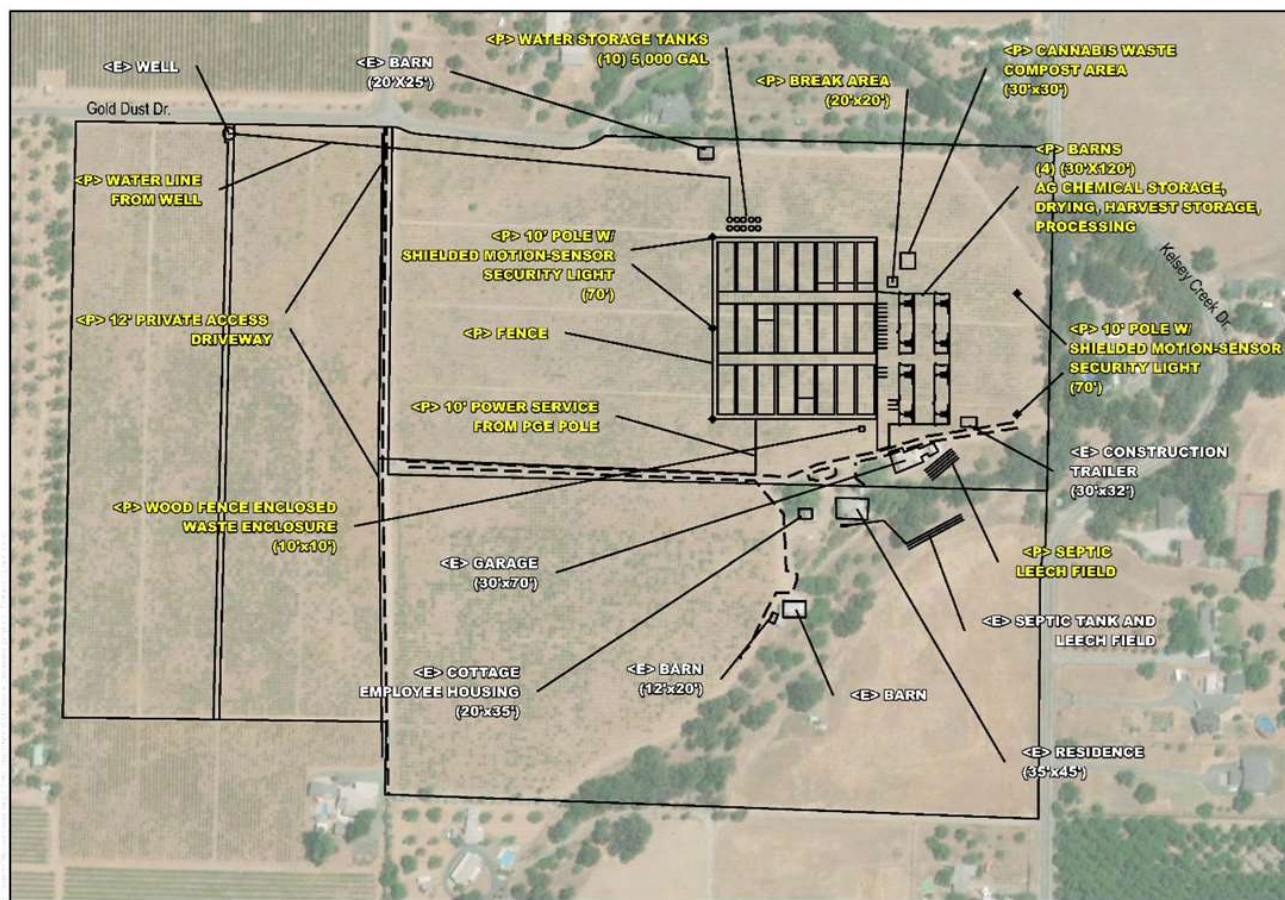 <P> WATER STORAGE TANKS
(10) 5,000 GAL
<E> WELL
<E> BARN
(20'X25')
<P> CANNABIS WASTE
COMPOST AREA
(30'x30')
<P> BREAK AREA
(20'x20')
Gold Dust Dr.
<P> BARNS
(4) (30'X120')
AG CHEMICAL STORAGE,
DRYING, HARVEST STORAGE,
PROCESSING
<P> WATER LINE
FROM WELL
<P> 10' POLE W/
SHIELDED MOTION-SENSOR
SECURITY LIGHT
(70')
Kelsey Creek Dr.
<P> 12' PRIVATE ACCESS
DRIVEWAY
<P> FENCE
<P> 10' POLE W/
SHIELDED MOTION-SENSOR
SECURITY LIGHT
(70')
<P> 10' POWER SERVICE
FROM PGE POLE
<E> CONSTRUCTION
TRAILER
(30'x32')
<P> WOOD FENCE ENCLOSED
WASTE ENCLOSURE
(10'x10')
<E> GARAGE
(30'x70')
<P> SEPTIC
LEECH FIELD
<E> SEPTIC TANK AND
LEECH FIELD
<E> COTTAGE
EMPLOYEE HOUSING
(20'x35')
<E> BARN
(12'x20')
<E> BARN
<E> RESIDENCE
(35'x45')